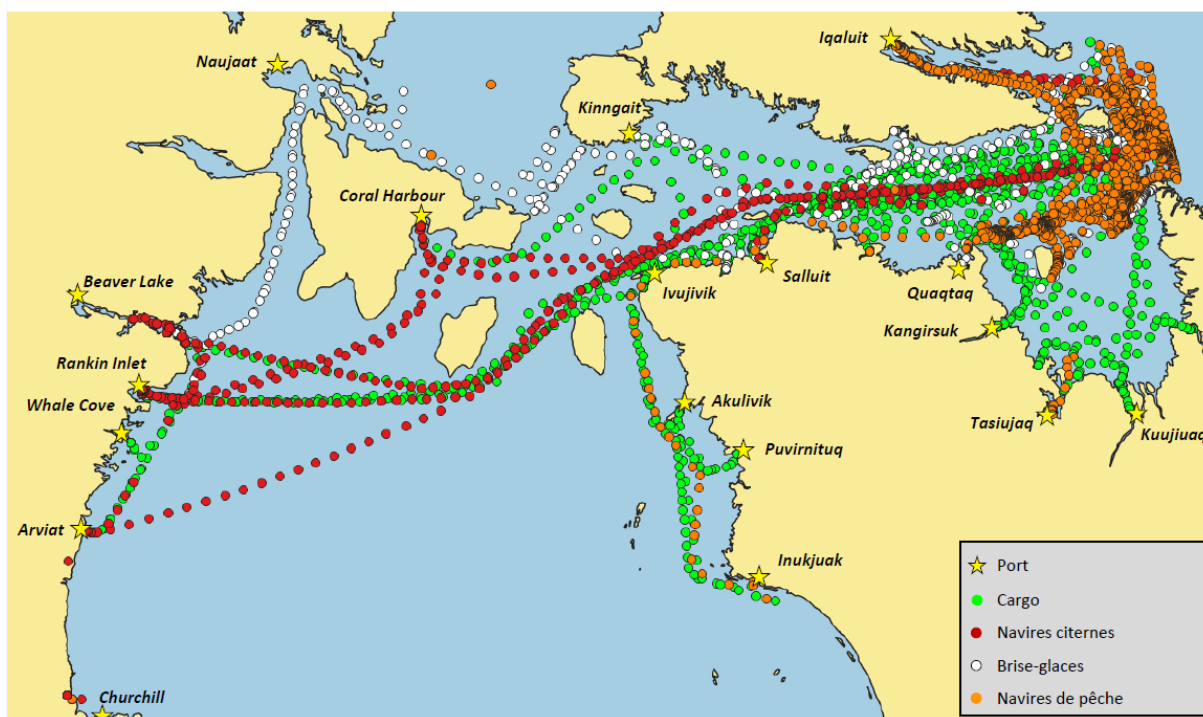 Iqaluit
Naujaat
Kinngait
Coral Harbour
Beaver Lake
Ivujivik
Salluit
Quaqtaq
Kangirsuk
Rankin Inlet
Whale Cove
Akulivik
Tasiujaq
Kuujjuaq
Puvirnituq
Arviat
Inukjuak
Churchill
Port
Cargo
Navires citernes
Brise-glaces
Navires de pêche